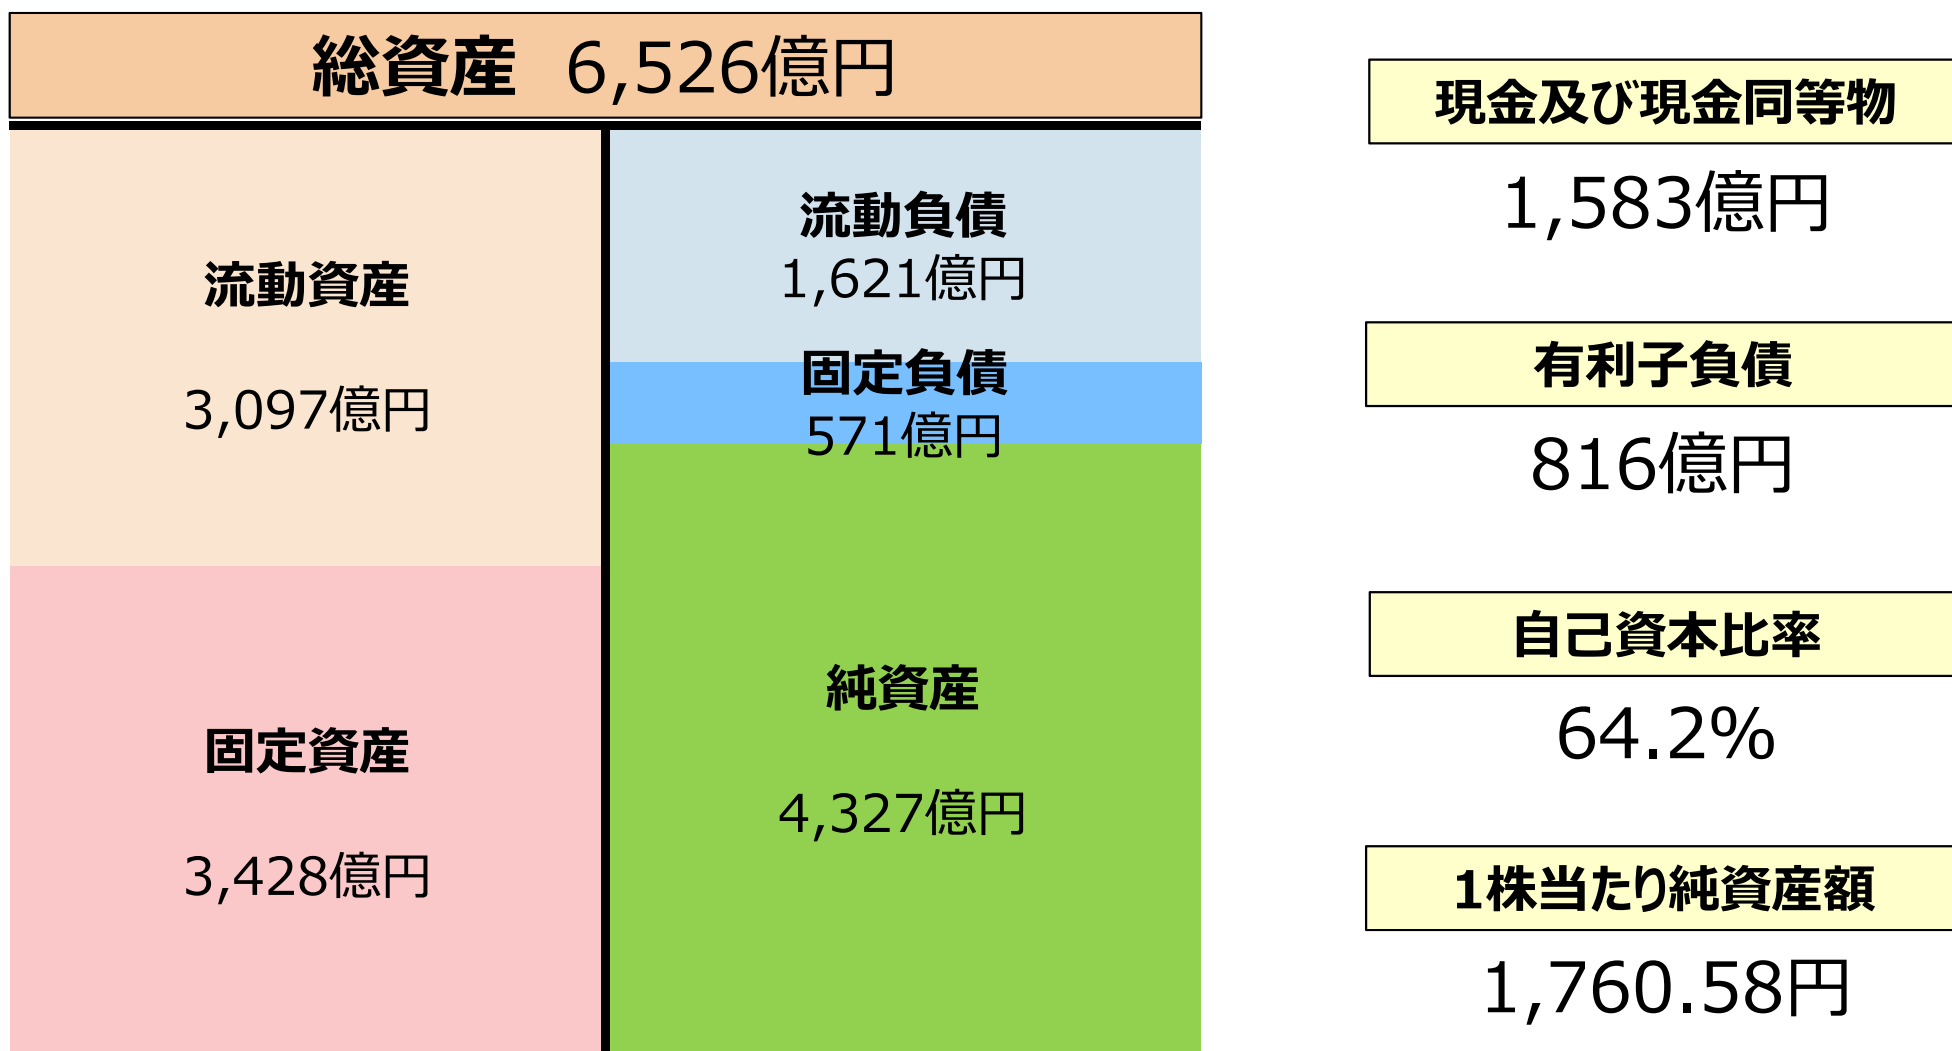 総資産 6,526億円
流動資産
3,097億円
固定資産
3,428億円
流動負債
1,621億円
固定負債
571億円
純資産
4,327億円
現金及び現金同等物
1,583億円
有利子負債
816億円
自己資本比率
64.2%
1株当たり純資産額
1,760.58円